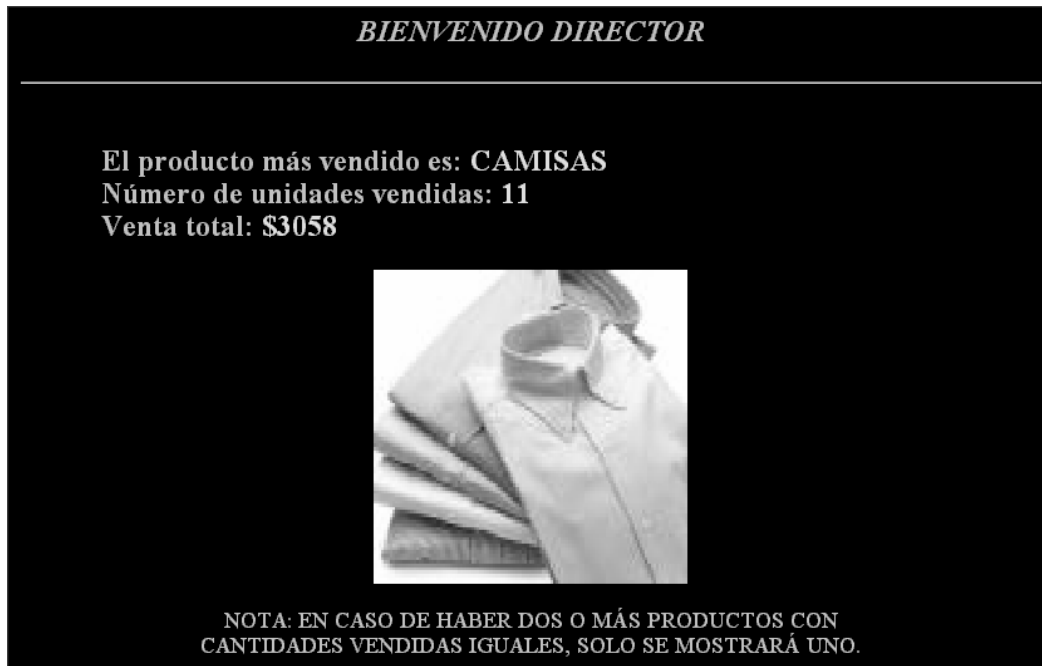 BIENVENIDO DIRECTOR
El producto más vendido es: CAMISAS
Número de unidades vendidas: 11
Venta total: $3058
NOTA: EN CASO DE HABER DOS O MÁS PRODUCTOS CON
CANTIDADES VENDIDAS IGUALES, SOLO SE MOSTRARÁ UNO.